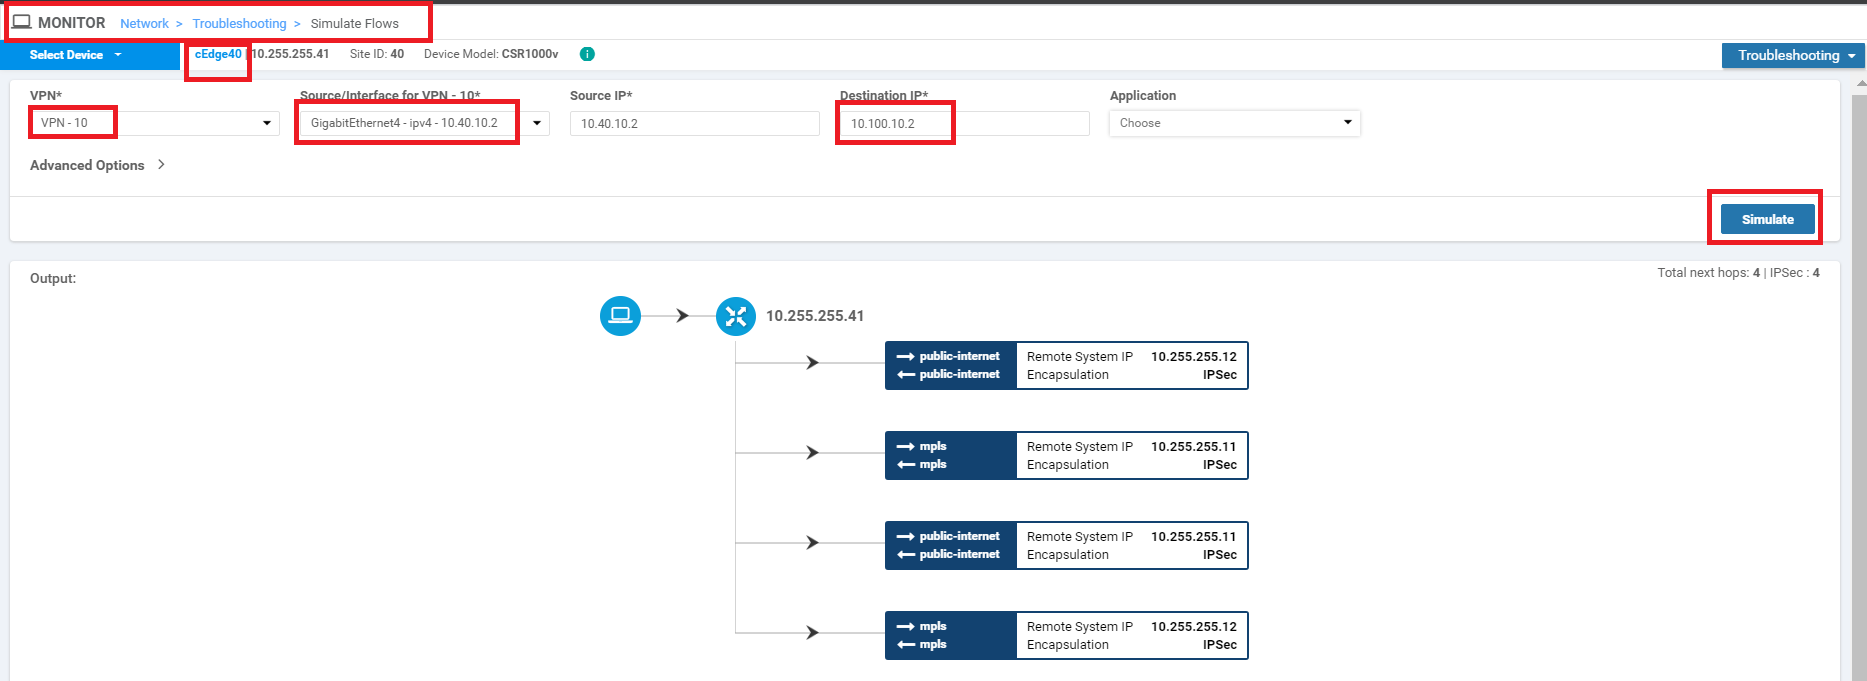 MONITOR Network > Troubleshooting > Simulate Flows
Select Device cEdge40 | 10.255.255.41 Site ID: 40 Device Model: CSR1000v i Troubleshooting
VPN* Source/Interface for VPN - 10* Source IP* Destination IP* Application
VPN - 10 GigabitEthernet4 - ipv4 - 10.40.10.2 10.40.10.2 10.100.10.2 Choose
Advanced Options >
Simulate
Output: Total next hops: 4 | IPSec : 4
10.255.255.41
public-internet Remote System IP 10.255.255.12
public-internet Encapsulation IPSec
mpls Remote System IP 10.255.255.11
mpls Encapsulation IPSec
public-internet Remote System IP 10.255.255.11
public-internet Encapsulation IPSec
mpls Remote System IP 10.255.255.12
mpls Encapsulation IPSec